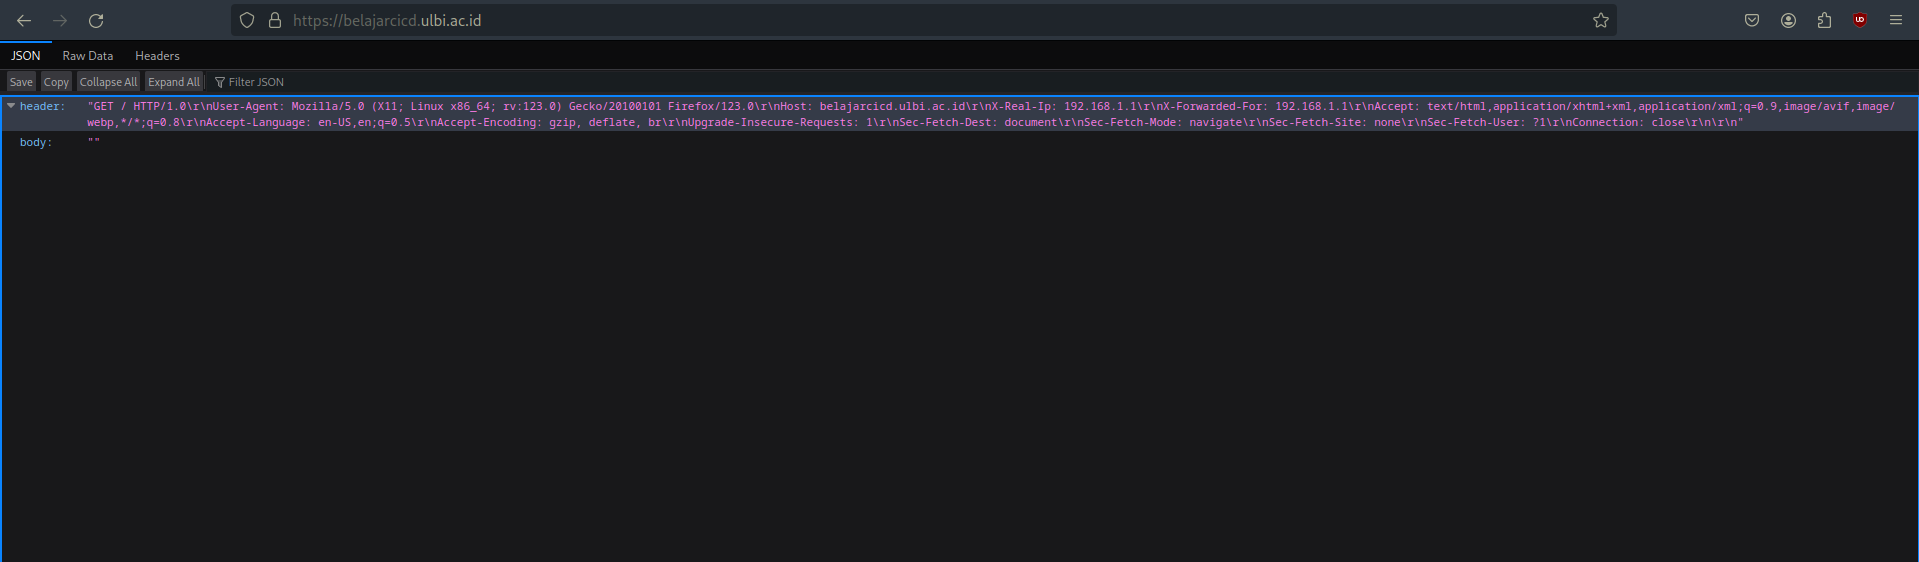 https://belajarcicd.ulbi.ac.id
JSON Raw Data Headers
Save Copy Collapse All Expand All Filter JSON
header: "GET / HTTP/1.0\r\nUser-Agent: Mozilla/5.0 (X11; Linux x86_64; rv:123.0) Gecko/20100101 Firefox/123.0\r\nHost: belajarcicd.ulbi.ac.id\r\nX-Real-Ip: 192.168.1.1\r\nX-Forwarded-For: 192.168.1.1\r\nAccept: text/html,application/xhtml+xml,application/xml;q=0.9,image/avif,image/
webp,*/*;q=0.8\r\nAccept-Language: en-US,en;q=0.5\r\nAccept-Encoding: gzip, deflate, br\r\nUpgrade-Insecure-Requests: 1\r\nSec-Fetch-Dest: document\r\nSec-Fetch-Mode: navigate\r\nSec-Fetch-Site: none\r\nSec-Fetch-User: ?1\r\nConnection: close\r\n\r\n"
body: ""